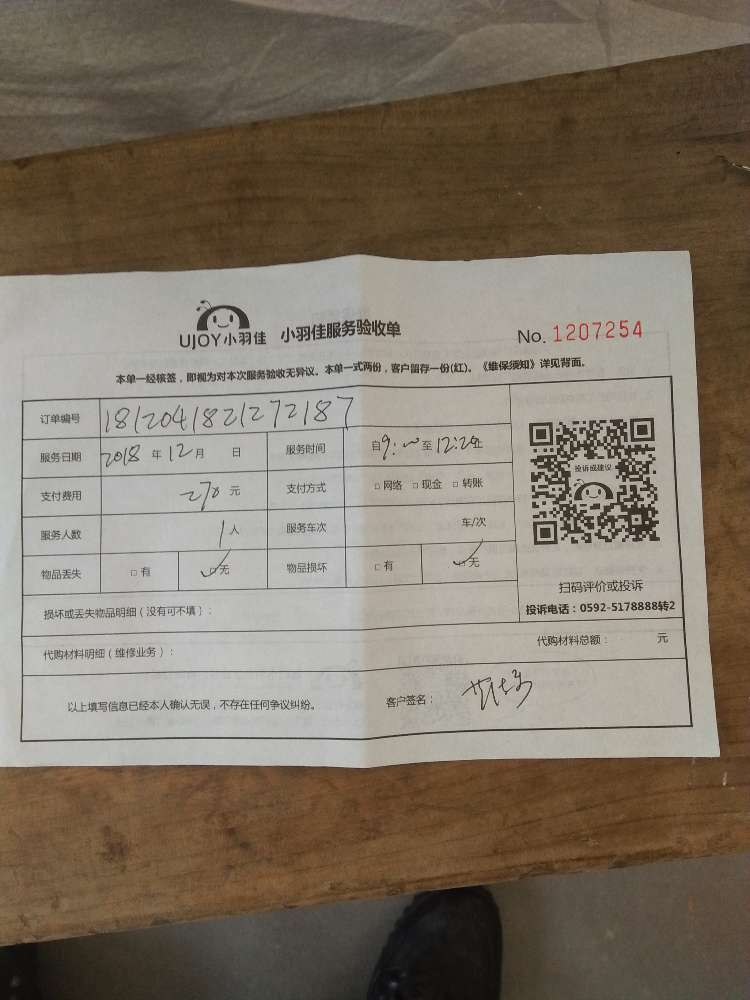 UJOY小羽佳 小羽佳服务验收单 No. 1207254
本单一经核签，即视为对本次服务验收无异议。本单一式两份，客户留存一份(红)。《维保须知》详见背面。
订单编号 1812041821272187
服务日期 2018 年 12 月 日 服务时间 自 9: 至 12:20 止
支付费用 270 元 支付方式 □ 网络 □ 现金 □ 转账
服务人数 1 人 服务车次 车/次
物品丢失 □ 有 ☑ 无 物品损坏 □ 有 ☑ 无
投诉或建议
扫码评价或投诉
投诉电话：0592-5178888转2
损坏或丢失物品明细（没有可不填）：
代购材料明细（维修业务）： 代购材料总额： 元
以上填写信息已经本人确认无误，不存在任何争议纠纷。 客户签名：